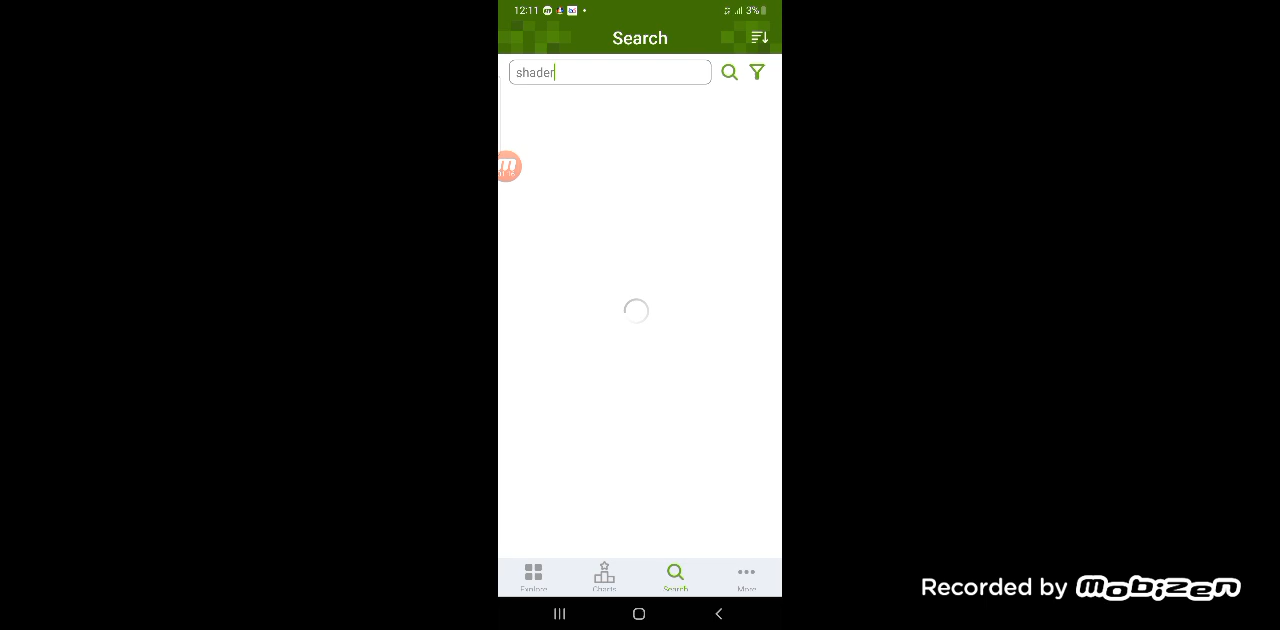 12:11
3%
Search
shader
Explore
Charts
Search
More
Recorded by mobizen